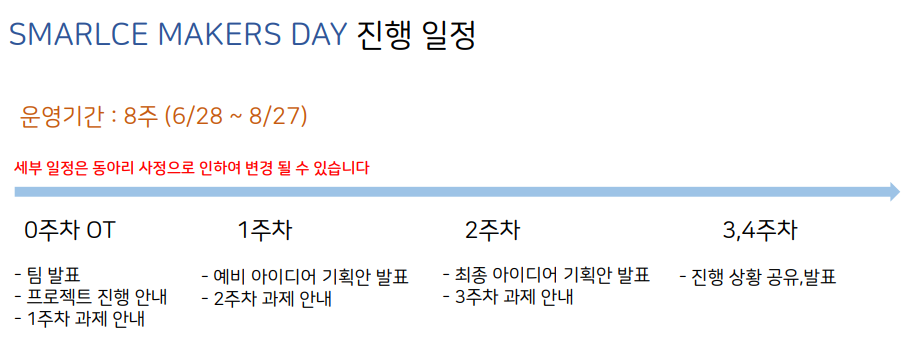 SMARLCE MAKERS DAY 진행 일정
운영기간 : 8주 (6/28 ~ 8/27)
세부 일정은 동아리 사정으로 인하여 변경 될 수 있습니다
0주차 OT
- 팀 발표
- 프로젝트 진행 안내
- 1주차 과제 안내
1주차
- 예비 아이디어 기획안 발표
- 2주차 과제 안내
2주차
- 최종 아이디어 기획안 발표
- 3주차 과제 안내
3,4주차
- 진행 상황 공유,발표